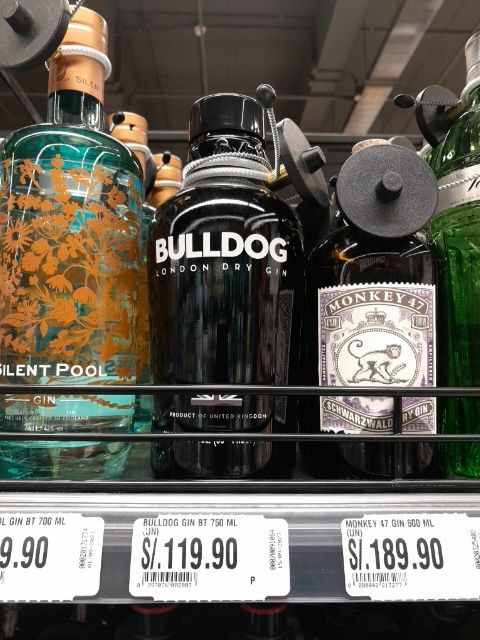 SILEN
SILENT POOL
GIN
BULLDOG
LONDON DRY GIN
PRODUCT OF UNITED KINGDOM
MONKEY 47
SCHWARZWALD DRY GIN
OL GIN BT 700 ML
9.90
BULLDOG GIN BT 750 ML
(UN)
S/.119.90
P
MONKEY 47 GIN 500 ML
(UN)
S/.189.90